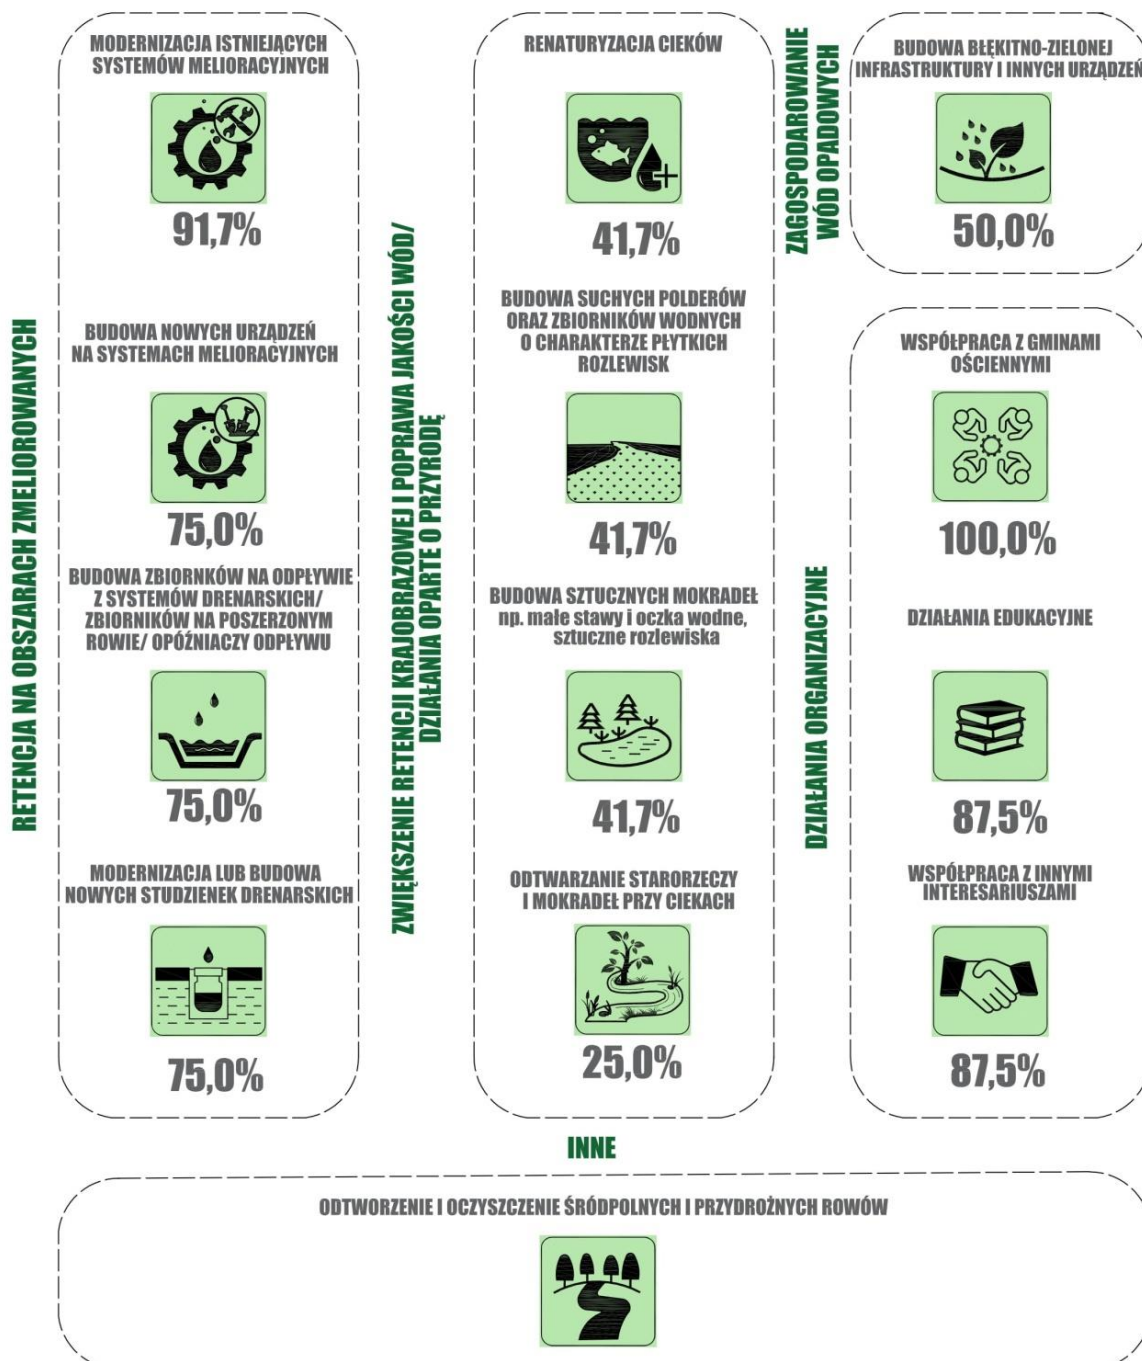 RETENCJA NA OBSZARACH ZMELIOROWANYCH
MODERNIZACJA ISTNIEJĄCYCH
SYSTEMÓW MELIORACYJNYCH
91,7%
BUDOWA NOWYCH URZĄDZEŃ
NA SYSTEMACH MELIORACYJNYCH
75,0%
BUDOWA ZBIORNKÓW NA ODPŁYWIE
Z SYSTEMÓW DRENARSKICH/
ZBIORNIKÓW NA POSZERZONYM
ROWIE/ OPÓŹNIACZY ODPŁYWU
75,0%
MODERNIZACJA LUB BUDOWA
NOWYCH STUDZIENEK DRENARSKICH
75,0%
ZWIĘKSZENIE RETENCJI KRAJOBRAZOWEJ I POPRAWA JAKOŚCI WÓD/
DZIAŁANIA OPARTE O PRZYRODĘ
RENATURYZACJA CIEKÓW
41,7%
BUDOWA SUCHYCH POLDERÓW
ORAZ ZBIORNIKÓW WODNYCH
O CHARAKTERZE PŁYTKICH
ROZLEWISK
41,7%
BUDOWA SZTUCZNYCH MOKRADEŁ
np. małe stawy i oczka wodne,
sztuczne rozlewiska
41,7%
ODTWARZANIE STARORZECZY
I MOKRADEŁ PRZY CIEKACH
25,0%
ZAGOSPODAROWANIE
WÓD OPADOWYCH
BUDOWA BŁĘKITNO-ZIELONEJ
INFRASTRUKTURY I INNYCH URZĄDZEŃ
50,0%
DZIAŁANIA ORGANIZACYJNE
WSPÓŁPRACA Z GMINAMI
OŚCIENNYMI
100,0%
DZIAŁANIA EDUKACYJNE
87,5%
WSPÓŁPRACA Z INNYMI
INTERESARIUSZAMI
87,5%
INNE
ODTWORZENIE I OCZYSZCZENIE ŚRÓDPOLNYCH I PRZYDROŻNYCH ROWÓW